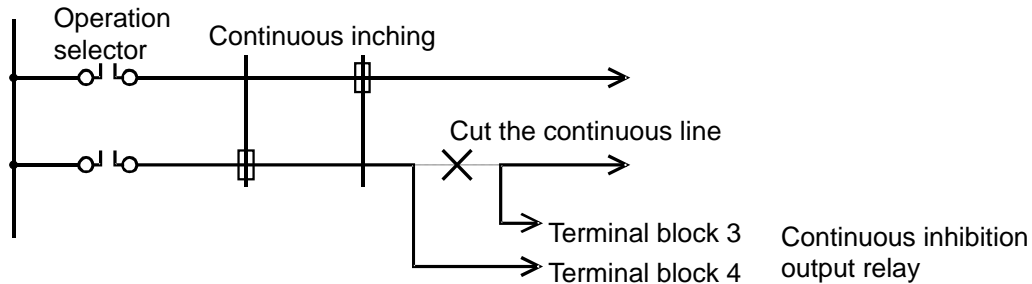 Operation
selector
Continuous inching
Cut the continuous line
Terminal block 3
Terminal block 4
Continuous inhibition
output relay